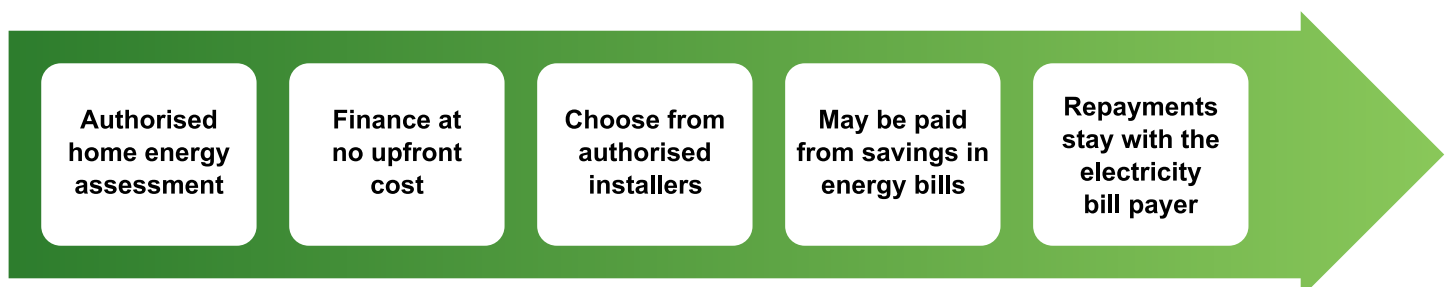 Authorised
home energy
assessment
Finance at
no upfront
cost
Choose from
authorised
installers
May be paid
from savings in
energy bills
Repayments
stay with the
electricity
bill payer